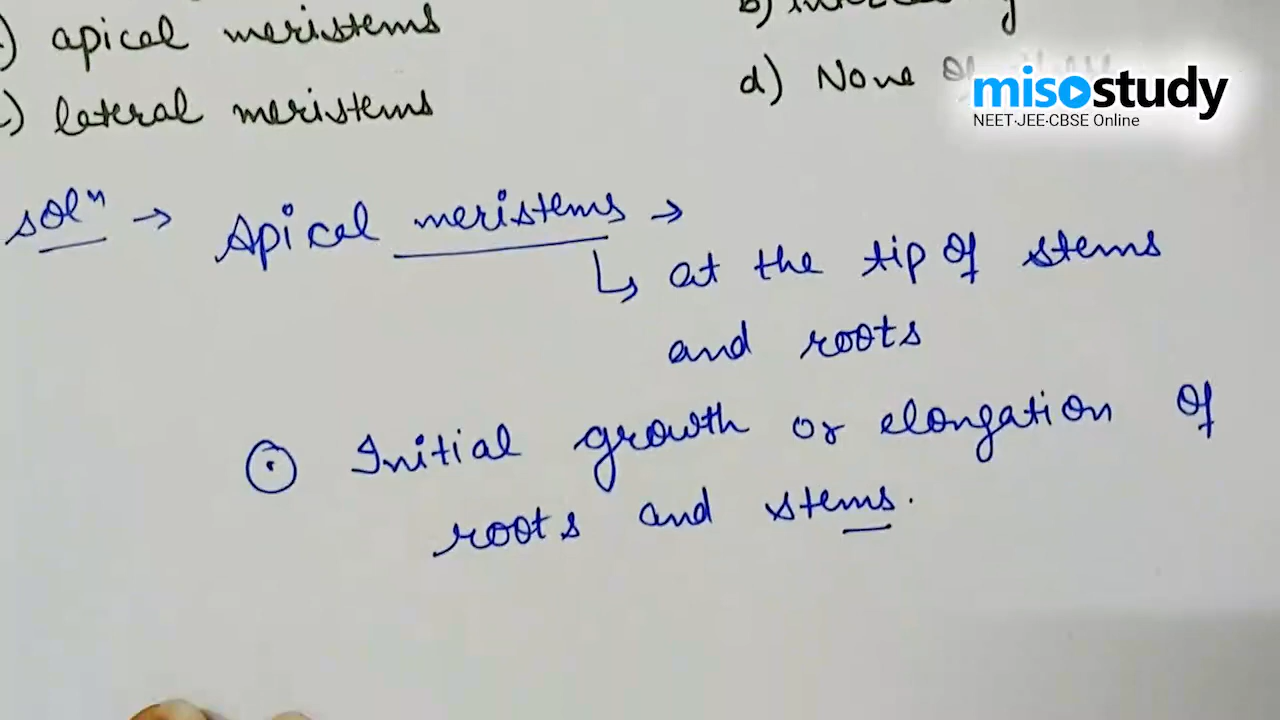 ) apical meristems
b)
) lateral meristems
d) None of
misostudy
NEET·JEE·CBSE Online
solⁿ → Apical meristems →
↳ at the tip of stems
and roots
⊙ Initial growth or elongation of
roots and stems.